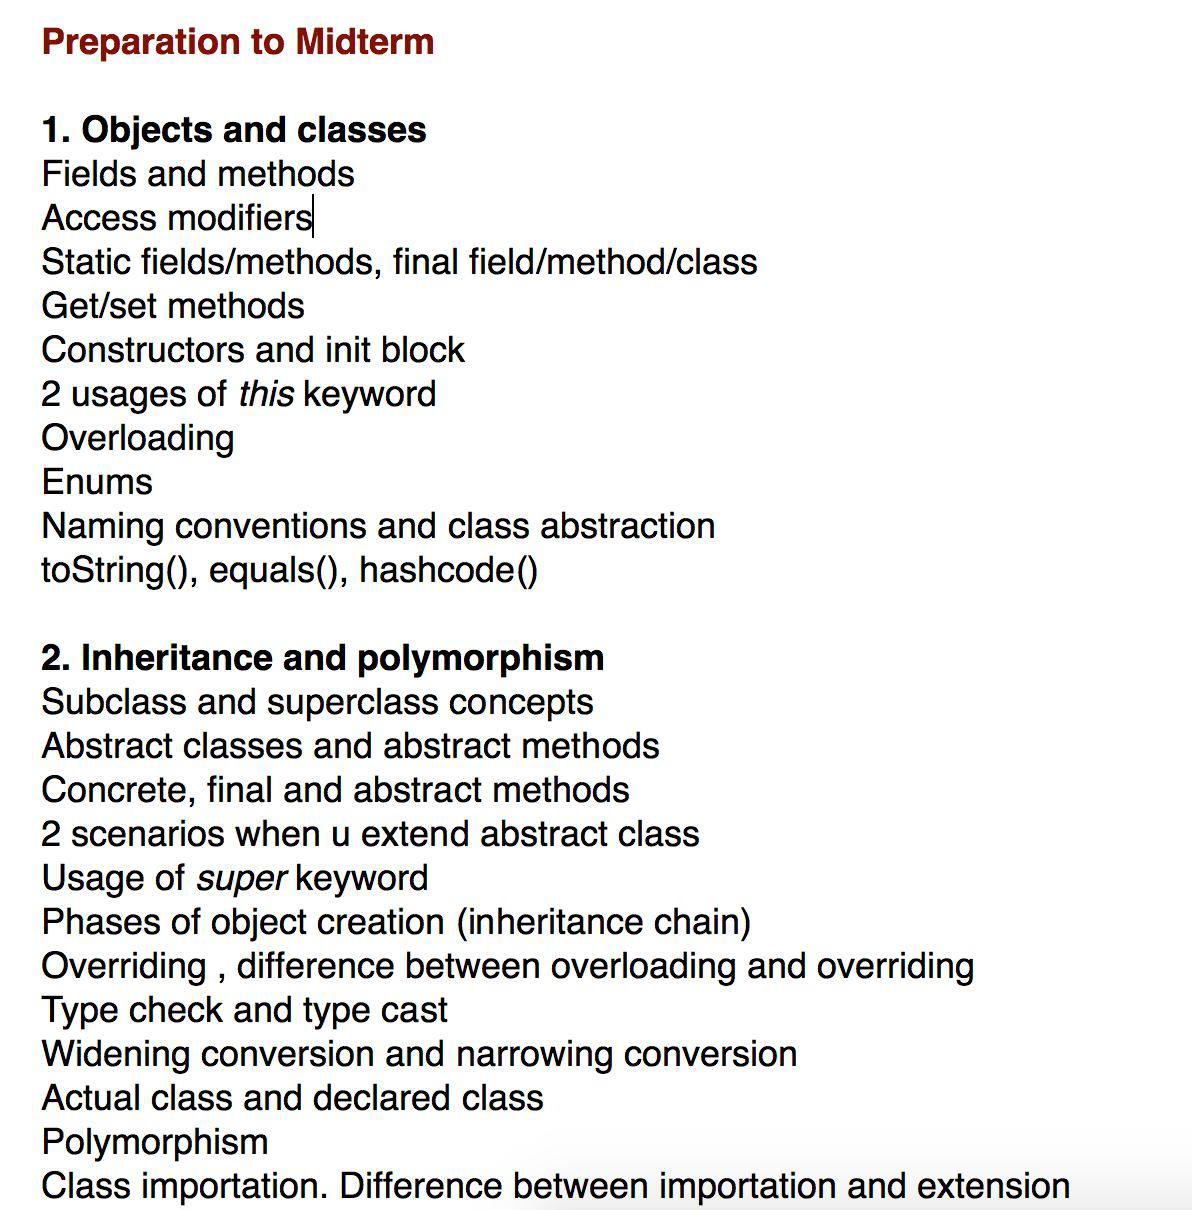 Preparation to Midterm
1. Objects and classes
Fields and methods
Access modifiers
Static fields/methods, final field/method/class
Get/set methods
Constructors and init block
2 usages of this keyword
Overloading
Enums
Naming conventions and class abstraction
toString(), equals(), hashcode()
2. Inheritance and polymorphism
Subclass and superclass concepts
Abstract classes and abstract methods
Concrete, final and abstract methods
2 scenarios when u extend abstract class
Usage of super keyword
Phases of object creation (inheritance chain)
Overriding , difference between overloading and overriding
Type check and type cast
Widening conversion and narrowing conversion
Actual class and declared class
Polymorphism
Class importation. Difference between importation and extension